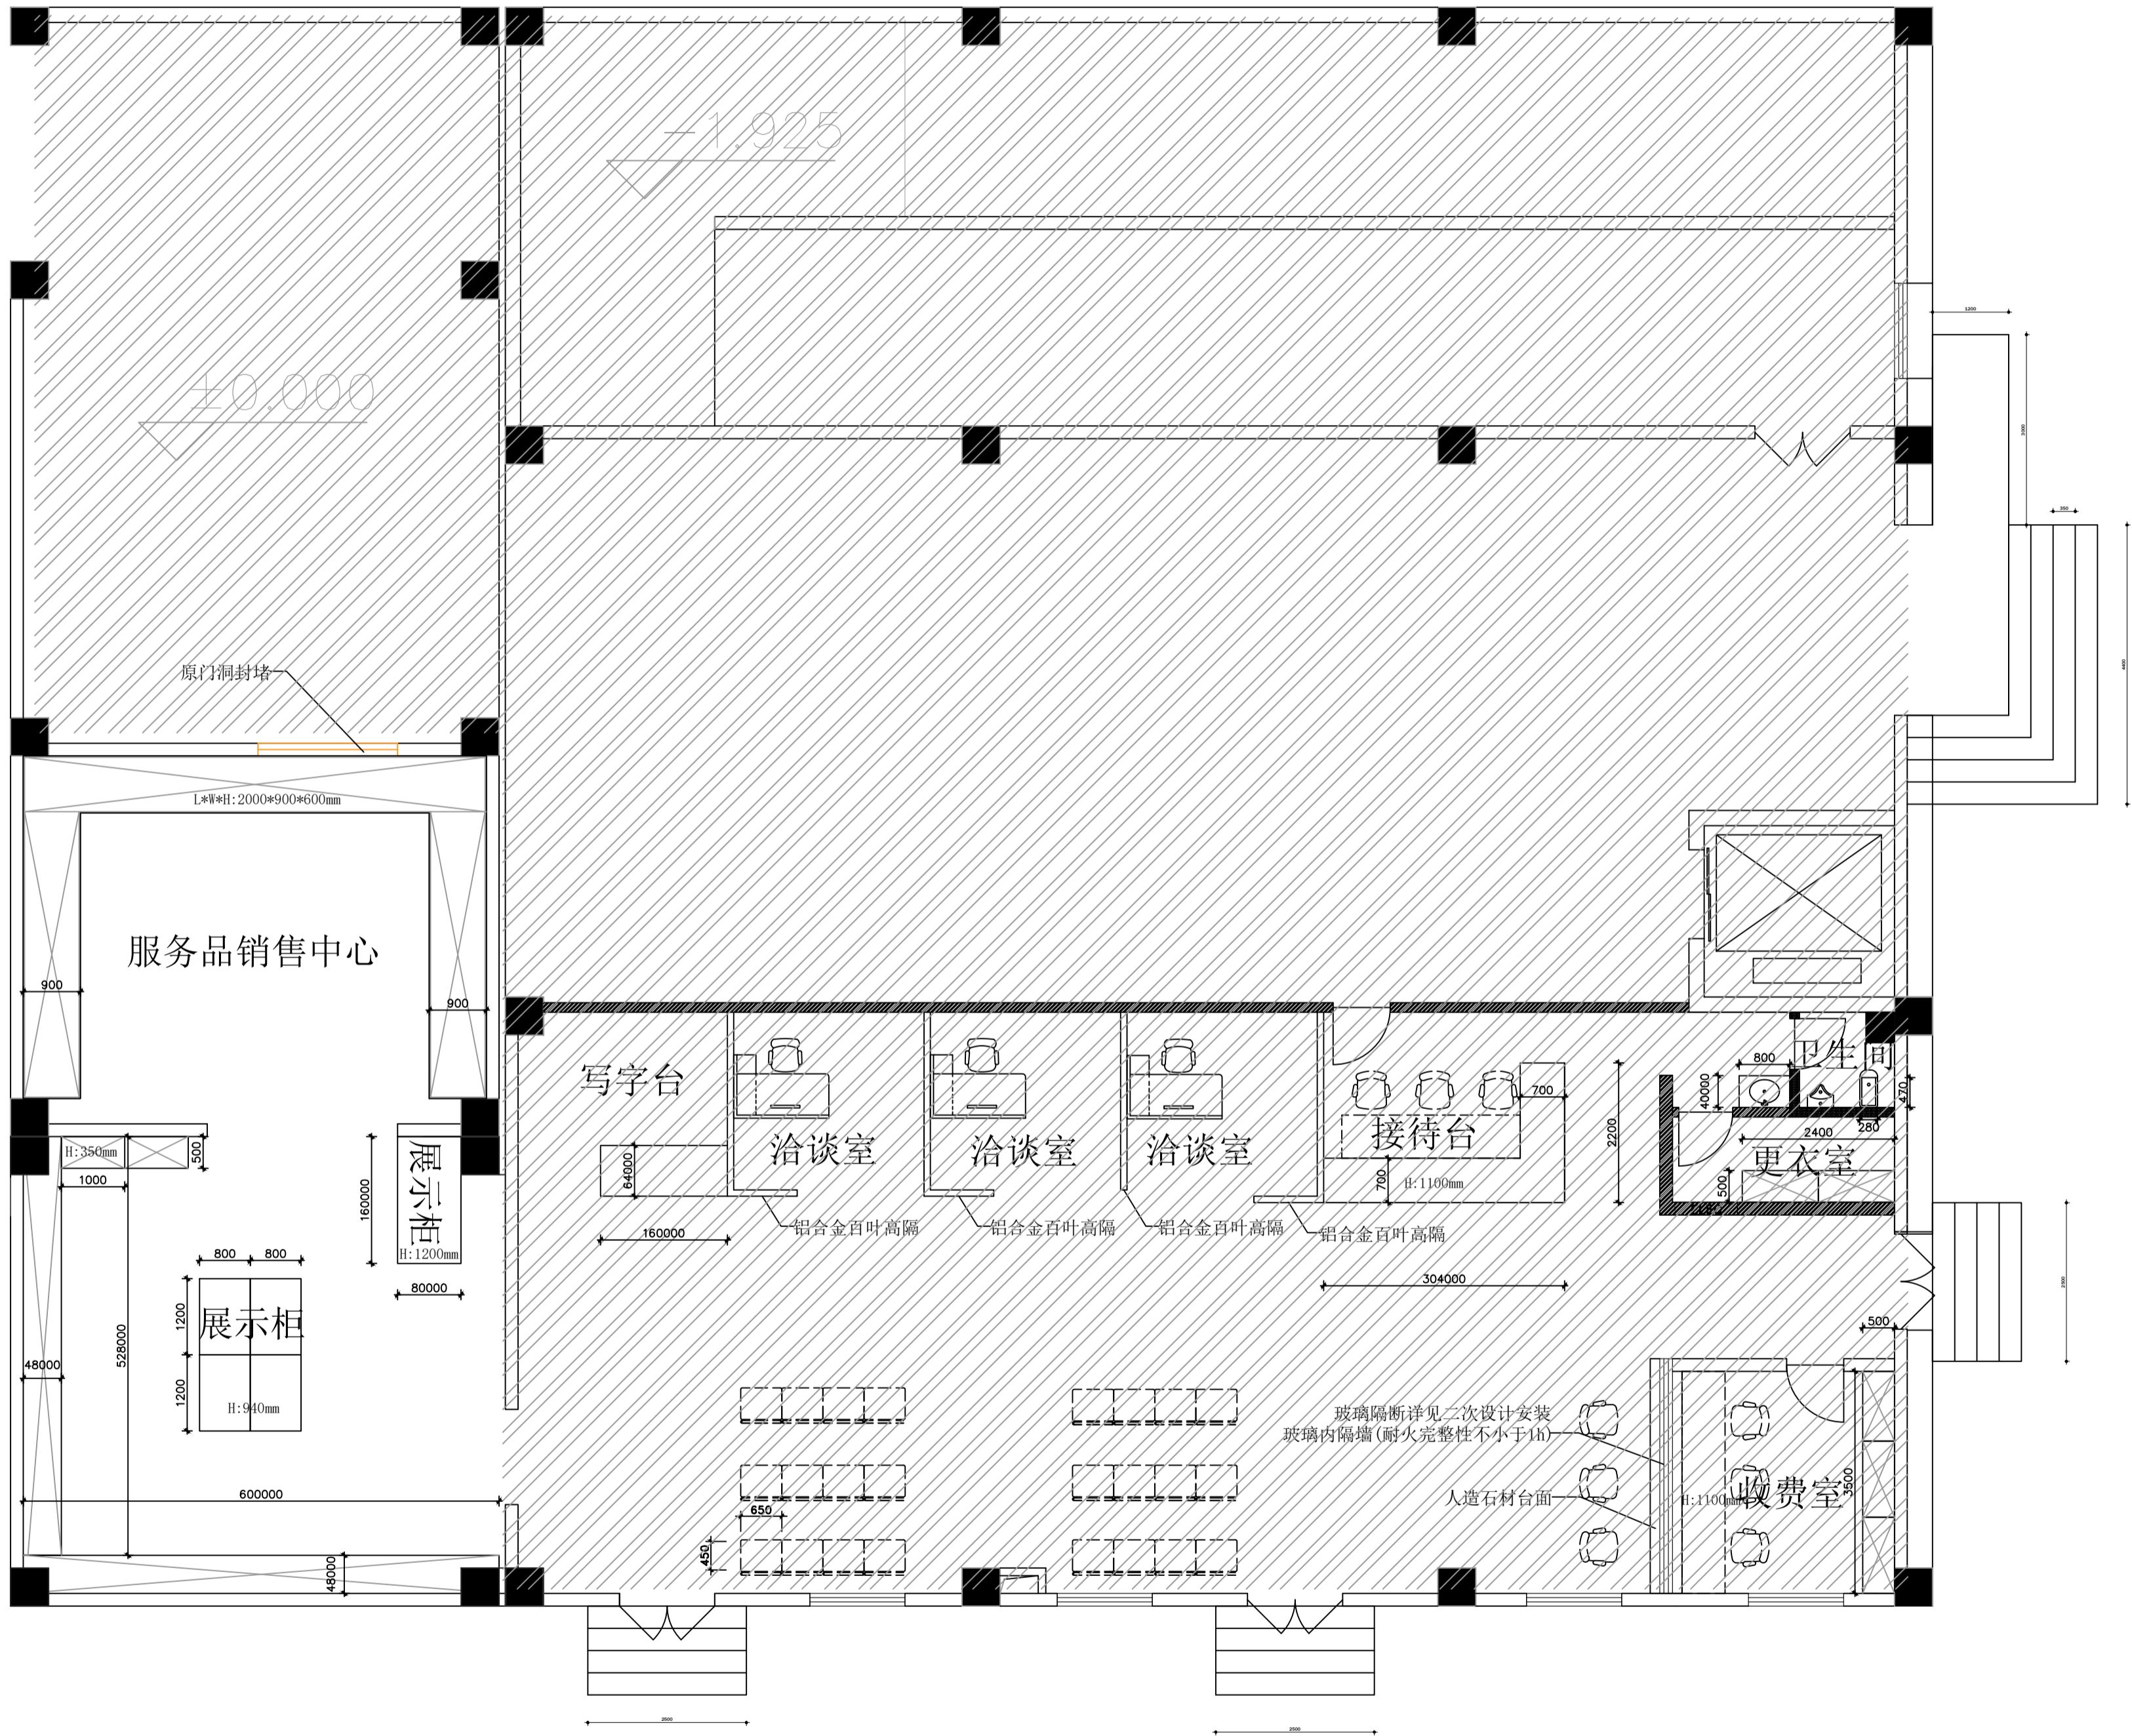 -1.925
1200
3000
±0.000
350
4400
原门洞封堵
L*W*H:2000*900*600mm
服务品销售中心
900
900
写字台
卫生间
800
40000
470
280
700
接待台
2200
2400
更衣室
500
洽谈室
洽谈室
洽谈室
64000
700
H:1100mm
H:350mm
500
1000
展示柜
160000
H:1200mm
铝合金百叶高隔
铝合金百叶高隔
铝合金百叶高隔
铝合金百叶高隔
160000
304000
80000
800
800
1200
展示柜
528000
48000
1200
H:940mm
2500
500
玻璃隔断详见二次设计安装
玻璃内隔墙(耐火完整性不小于1h)
人造石材台面
H:1100mm
收费室
3500
600000
650
450
48000
2500
2500